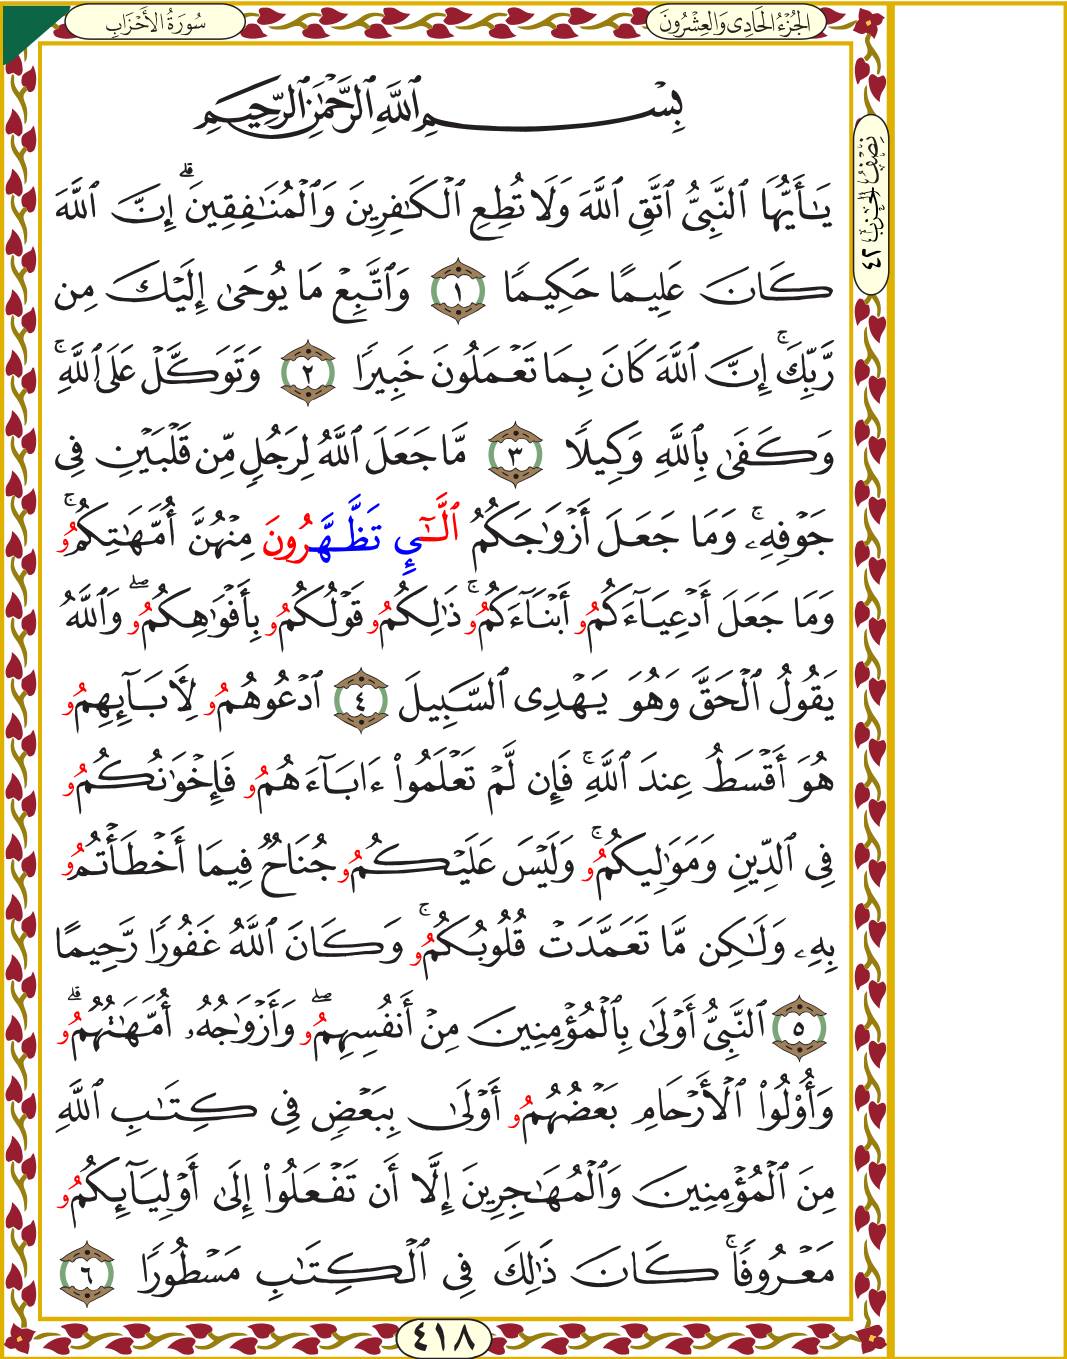 سُورَةُ الأَحْزَابِ
الجُزْءُ الحَادِى وَالعِشْرُونَ
نِصْفُ الحِزْبِ ٤٢
بِسْمِ ٱللَّهِ ٱلرَّحْمَٰنِ ٱلرَّحِيمِ
يَٰٓأَيُّهَا ٱلنَّبِىُّ ٱتَّقِ ٱللَّهَ وَلَا تُطِعِ ٱلْكَٰفِرِينَ وَٱلْمُنَٰفِقِينَ ۗ إِنَّ ٱللَّهَ
كَانَ عَلِيمًا حَكِيمًا ١ وَٱتَّبِعْ مَا يُوحَىٰ إِلَيْكَ مِن
رَّبِّكَ ۚ إِنَّ ٱللَّهَ كَانَ بِمَا تَعْمَلُونَ خَبِيرًا ٢ وَتَوَكَّلْ عَلَى ٱللَّهِ ۚ
وَكَفَىٰ بِٱللَّهِ وَكِيلًا ٣ مَّا جَعَلَ ٱللَّهُ لِرَجُلٍ مِّن قَلْبَيْنِ فِى
جَوْفِهِۦ ۚ وَمَا جَعَلَ أَزْوَٰجَكُمُ ٱلَّٰٓىِٕ تَظَّهَّرُونَ مِنْهُنَّ أُمَّهَٰتِكُمُۥ ۚ
وَمَا جَعَلَ أَدْعِيَآءَكُمُۥ أَبْنَآءَكُمُۥ ۚ ذَٰلِكُمُۥ قَوْلُكُمُۥ بِأَفْوَٰهِكُمُۥ ۖ وَٱللَّهُ
يَقُولُ ٱلْحَقَّ وَهُوَ يَهْدِى ٱلسَّبِيلَ ٤ ٱدْعُوهُمُۥ لِأَبَآئِهِمُۥ
هُوَ أَقْسَطُ عِندَ ٱللَّهِ ۚ فَإِن لَّمْ تَعْلَمُوا۟ ءَابَآءَهُمُۥ فَإِخْوَٰنُكُمُۥ
فِى ٱلدِّينِ وَمَوَٰلِيكُمُۥ ۚ وَلَيْسَ عَلَيْكُمُۥ جُنَاحٌ فِيمَا أَخْطَأْتُمُۥ
بِهِۦ وَلَٰكِن مَّا تَعَمَّدَتْ قُلُوبُكُمُۥ ۚ وَكَانَ ٱللَّهُ غَفُورًا رَّحِيمًا
٥ ٱلنَّبِىُّ أَوْلَىٰ بِٱلْمُؤْمِنِينَ مِنْ أَنفُسِهِمُۥ ۖ وَأَزْوَٰجُهُۥ أُمَّهَٰتُهُمُۥ ۗ
وَأُو۟لُوا۟ ٱلْأَرْحَامِ بَعْضُهُمُۥ أَوْلَىٰ بِبَعْضٍ فِى كِتَٰبِ ٱللَّهِ
مِنَ ٱلْمُؤْمِنِينَ وَٱلْمُهَٰجِرِينَ إِلَّا أَن تَفْعَلُوا۟ إِلَىٰ أَوْلِيَآئِكُمُۥ
مَعْرُوفًا ۚ كَانَ ذَٰلِكَ فِى ٱلْكِتَٰبِ مَسْطُورًا ٦
٤١٨